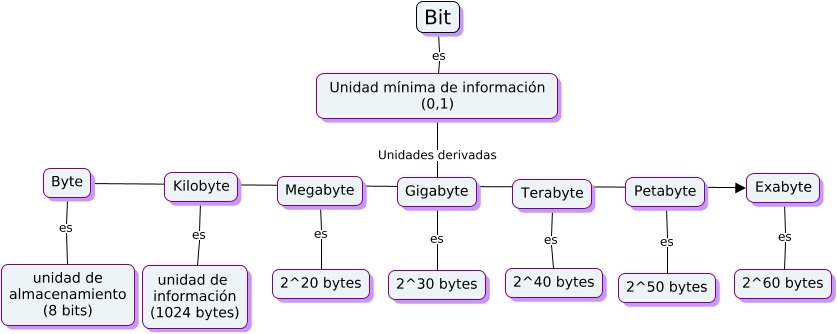 Bit
es
Unidad mínima de información
(0,1)
Unidades derivadas
Byte
Kilobyte
Megabyte
Gigabyte
Terabyte
Petabyte
Exabyte
es
es
es
es
es
es
es
unidad de
almacenamiento
(8 bits)
unidad de
información
(1024 bytes)
2^20 bytes
2^30 bytes
2^40 bytes
2^50 bytes
2^60 bytes